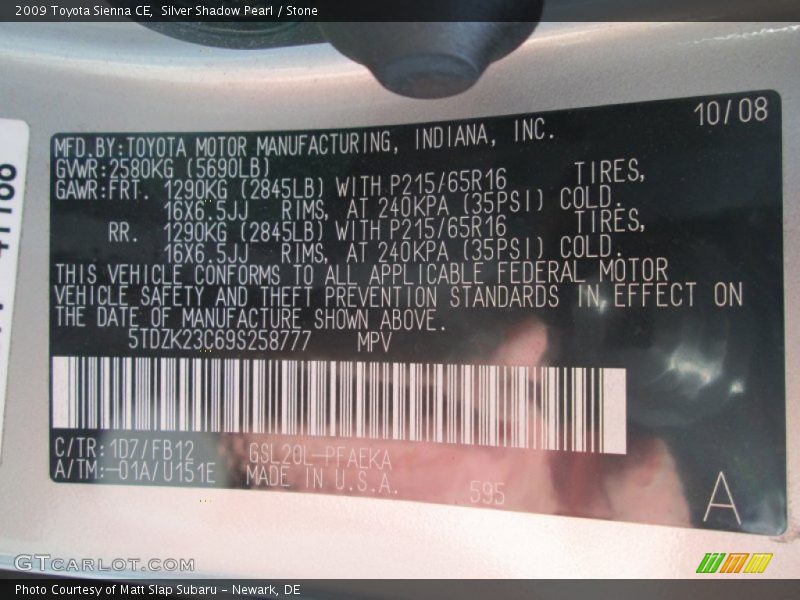 2009 Toyota Sienna CE, Silver Shadow Pearl / Stone
10/08
MFD.BY:TOYOTA MOTOR MANUFACTURING, INDIANA, INC.
GVWR:2580KG (5690LB)
GAWR:FRT. 1290KG (2845LB) WITH P215/65R16 TIRES,
16X6.5JJ RIMS, AT 240KPA (35PSI) COLD.
RR. 1290KG (2845LB) WITH P215/65R16 TIRES,
16X6.5JJ RIMS, AT 240KPA (35PSI) COLD.
THIS VEHICLE CONFORMS TO ALL APPLICABLE FEDERAL MOTOR
VEHICLE SAFETY AND THEFT PREVENTION STANDARDS IN EFFECT ON
THE DATE OF MANUFACTURE SHOWN ABOVE.
5TDZK23C69S258777 MPV
C/TR:1D7/FB12 GSL20L-PFAEKA
A/TM:-01A/U151E MADE IN U.S.A. 595
A
GTCARLOT.COM
Photo Courtesy of Matt Slap Subaru - Newark, DE